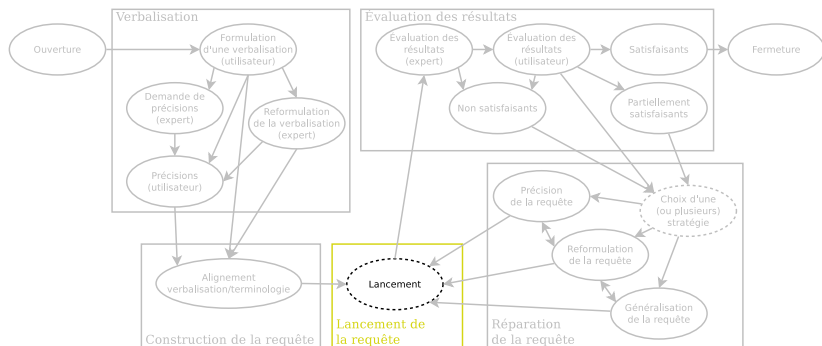 Verbalisation
Ouverture
Formulation
d'une verbalisation
(utilisateur)
Demande de
précisions
(expert)
Reformulation
de la verbalisation
(expert)
Précisions
(utilisateur)
Évaluation des résultats
Évaluation des
résultats
(expert)
Évaluation des
résultats
(utilisateur)
Satisfaisants
Fermeture
Non satisfaisants
Partiellement
satisfaisants
Précision
de la requête
Choix d'une
(ou plusieurs)
stratégie
Reformulation
de la requête
Généralisation
de la requête
Réparation
de la requête
Alignement
verbalisation/terminologie
Construction de la requête
Lancement
Lancement de
la requête